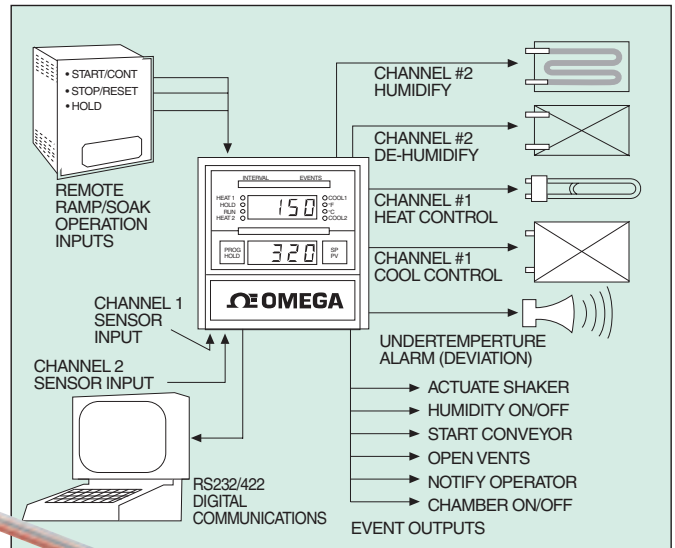 • START/CONT
• STOP/RESET
• HOLD
REMOTE
RAMP/SOAK
OPERATION
INPUTS
INTERVAL EVENTS
HEAT 1
HOLD
RUN
HEAT 2
150
COOL1
°F
°C
COOL2
PROG
HOLD
320
SP
PV
OMEGA
CHANNEL #2
HUMIDIFY
CHANNEL #2
DE-HUMIDIFY
CHANNEL #1
HEAT CONTROL
CHANNEL #1
COOL CONTROL
UNDERTEMPERTURE
ALARM (DEVIATION)
CHANNEL 1
SENSOR
INPUT
CHANNEL 2
SENSOR INPUT
RS232/422
DIGITAL
COMMUNICATIONS
ACTUATE SHAKER
HUMIDITY ON/OFF
START CONVEYOR
OPEN VENTS
NOTIFY OPERATOR
CHAMBER ON/OFF
EVENT OUTPUTS